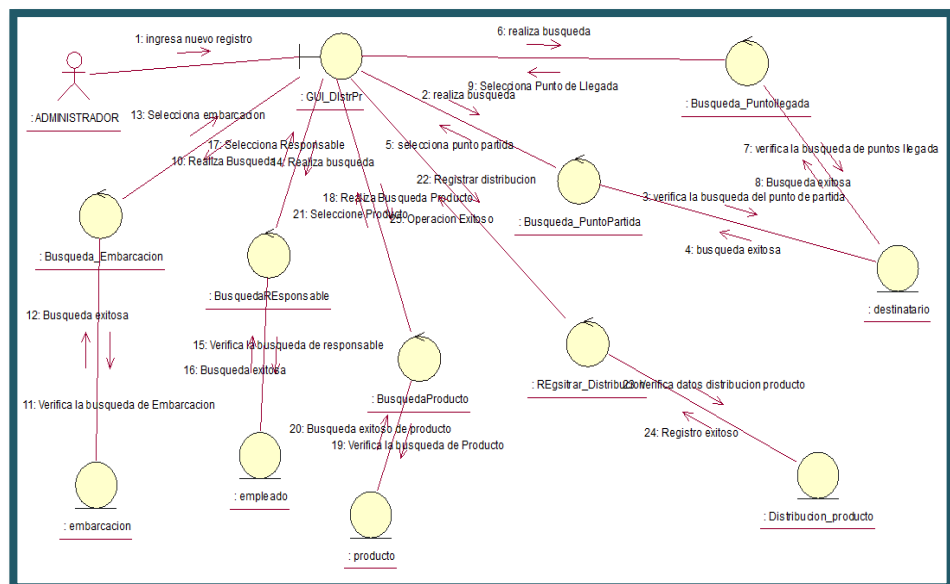 1: ingresa nuevo registro
6: realiza busqueda
9: Selecciona Punto de Llegada
: ADMINISTRADOR
: GUI_DIstrPr
: Busqueda_Puntollegada
2: realiza busqueda
13: Selecciona embarcacion
17: Selecciona Responsable
5: selecciona punto partida
7: verifica la busqueda de puntos llegada
10: Realiza Busqueda
14: Realiza busqueda
22: Registrar distribucion
8: Busqueda exitosa
18: Realiza Busqueda Producto
3: verifica la busqueda del punto de partida
21: Seleccione Producto
25: Operacion Exitoso
: Busqueda_PuntoPartida
4: busqueda exitosa
: Busqueda_Embarcacion
: BusquedaREsponsable
: destinatario
12: Busqueda exitosa
15: Verifica la busqueda de responsable
16: Busqueda exitosa
: BusquedaProducto
: REgsitrar_Distribucion
23: Verifica datos distribucion producto
11: Verifica la busqueda de Embarcacion
20: Busqueda exitoso de producto
24: Registro exitoso
19: Verifica la busqueda de Producto
: empleado
: Distribucion_producto
: embarcacion
: producto